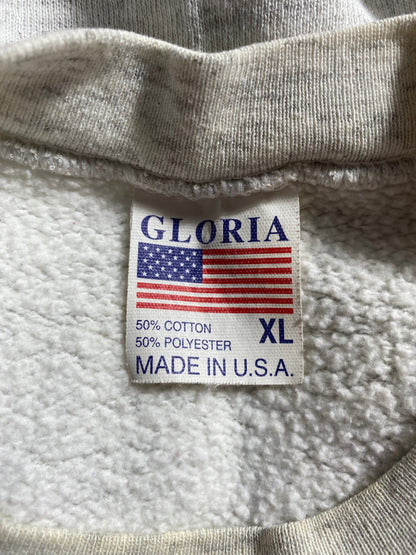 GLORIA
50% COTTON
50% POLYESTER
XL
MADE IN U.S.A.